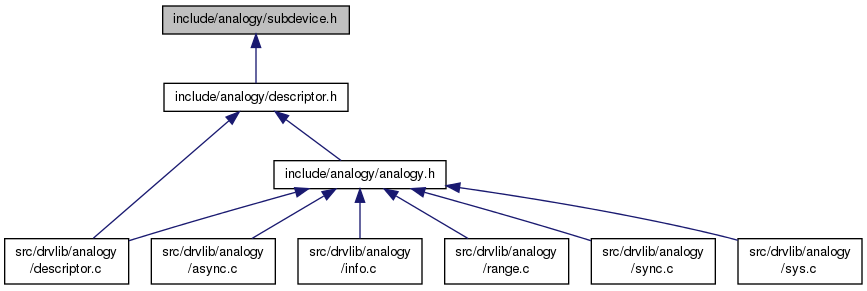 include/analogy/subdevice.h
include/analogy/descriptor.h
include/analogy/analogy.h
src/drvlib/analogy
/descriptor.c
src/drvlib/analogy
/async.c
src/drvlib/analogy
/info.c
src/drvlib/analogy
/range.c
src/drvlib/analogy
/sync.c
src/drvlib/analogy
/sys.c